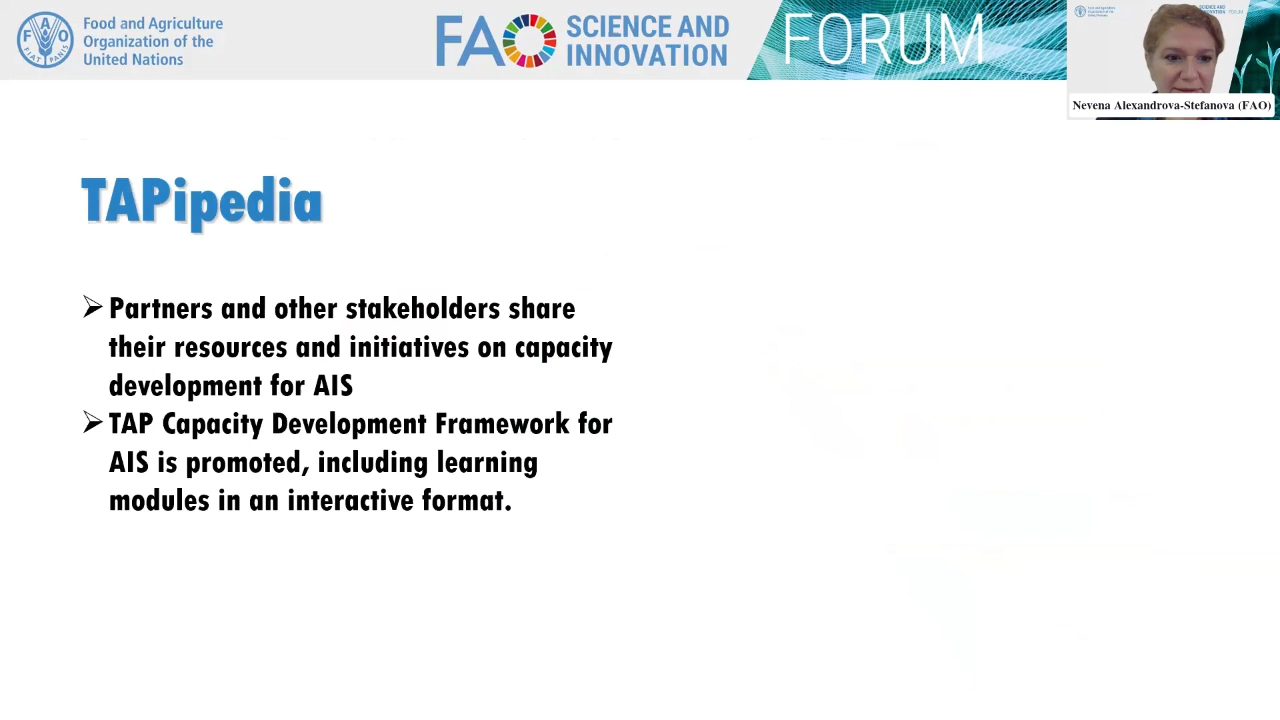 Food and Agriculture
Organization of the
United Nations
FAO SCIENCE AND
INNOVATION
FORUM
Nevena Alexandrova-Stefanova (FAO)
TAPipedia
Partners and other stakeholders share
their resources and initiatives on capacity
development for AIS
TAP Capacity Development Framework for
AIS is promoted, including learning
modules in an interactive format.